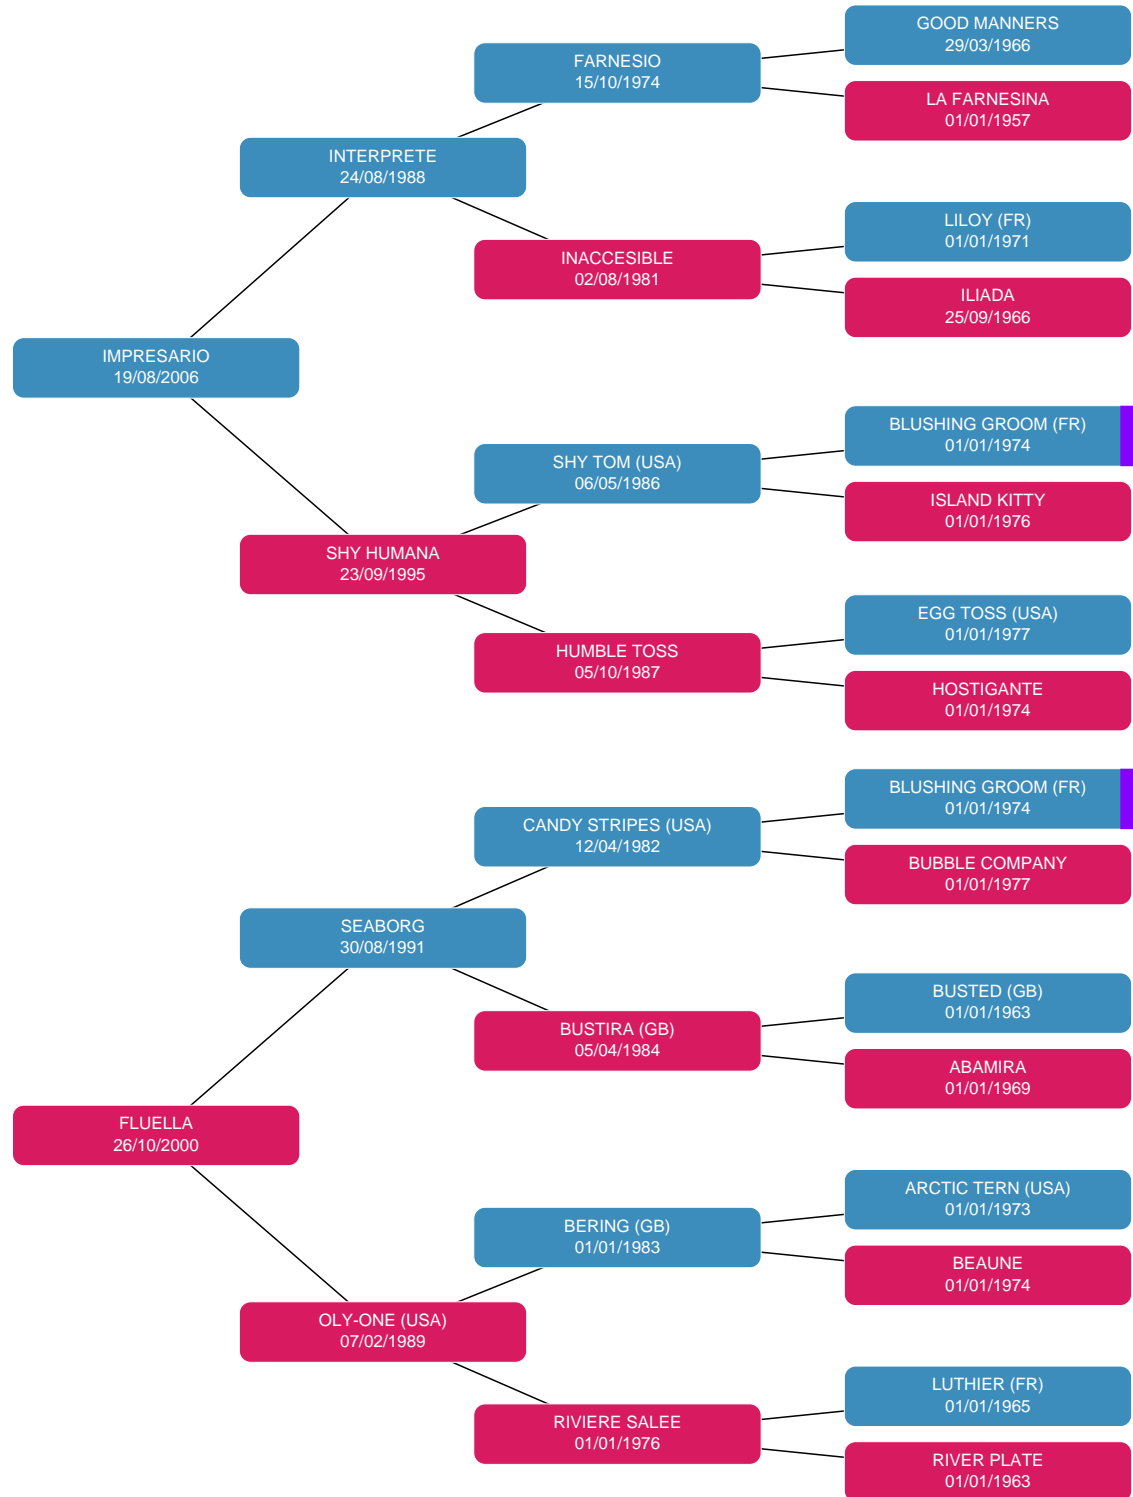 GOOD MANNERS
29/03/1966
FARNESIO
15/10/1974
LA FARNESINA
01/01/1957
INTERPRETE
24/08/1988
LILOY (FR)
01/01/1971
INACCESIBLE
02/08/1981
ILIADA
25/09/1966
IMPRESARIO
19/08/2006
BLUSHING GROOM (FR)
01/01/1974
SHY TOM (USA)
06/05/1986
ISLAND KITTY
01/01/1976
SHY HUMANA
23/09/1995
EGG TOSS (USA)
01/01/1977
HUMBLE TOSS
05/10/1987
HOSTIGANTE
01/01/1974
BLUSHING GROOM (FR)
01/01/1974
CANDY STRIPES (USA)
12/04/1982
BUBBLE COMPANY
01/01/1977
SEABORG
30/08/1991
BUSTED (GB)
01/01/1963
BUSTIRA (GB)
05/04/1984
ABAMIRA
01/01/1969
FLUELLA
26/10/2000
ARCTIC TERN (USA)
01/01/1973
BERING (GB)
01/01/1983
BEAUNE
01/01/1974
OLY-ONE (USA)
07/02/1989
LUTHIER (FR)
01/01/1965
RIVIERE SALEE
01/01/1976
RIVER PLATE
01/01/1963